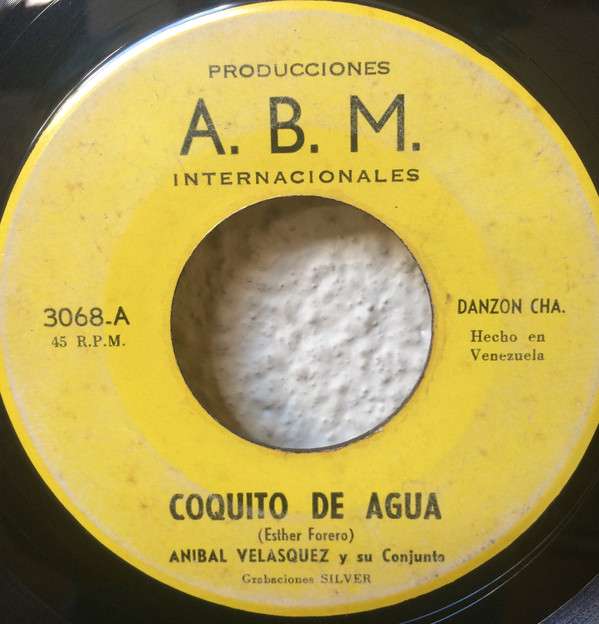 PRODUCCIONES
A. B. M.
INTERNACIONALES
3068-A
45 R.P.M.
DANZON CHA.
Hecho en
Venezuela
COQUITO DE AGUA
(Esther Forero)
ANIBAL VELASQUEZ y su Conjunto
Grabaciones SILVER